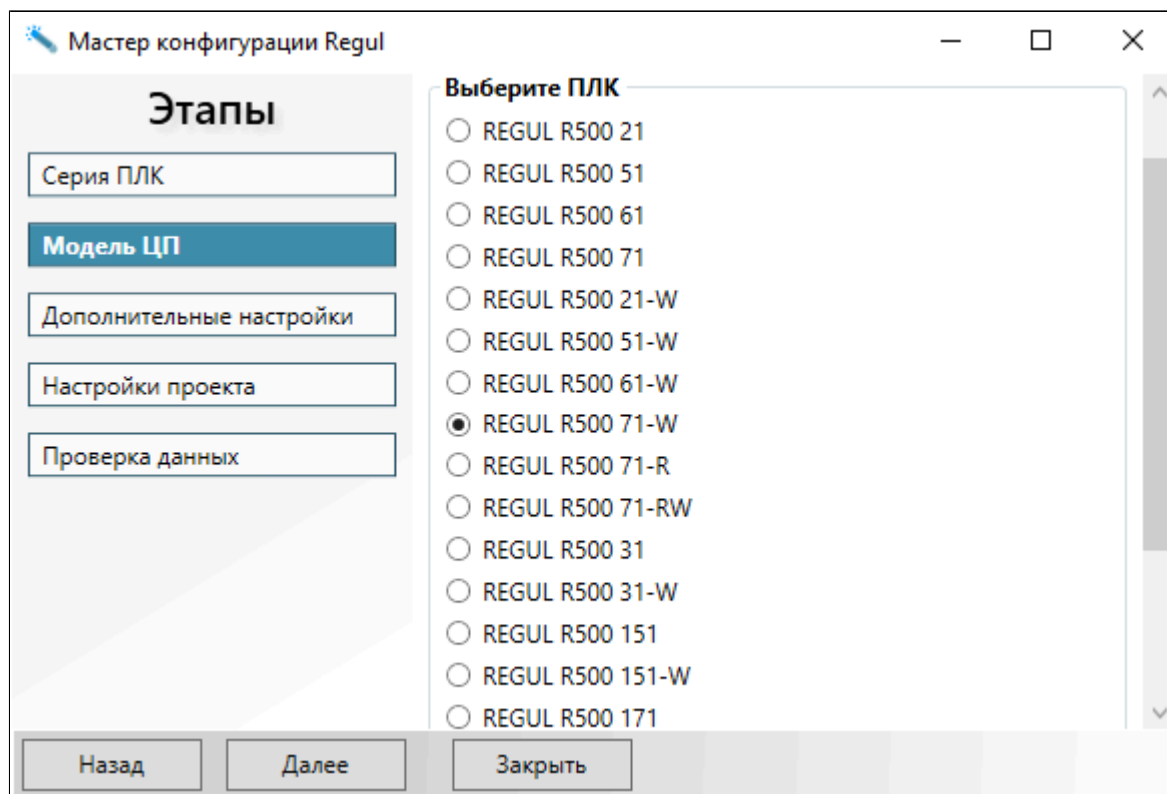 Мастер конфигурации Regul
Этапы
Серия ПЛК
Модель ЦП
Дополнительные настройки
Настройки проекта
Проверка данных
Выберите ПЛК
REGUL R500 21
REGUL R500 51
REGUL R500 61
REGUL R500 71
REGUL R500 21-W
REGUL R500 51-W
REGUL R500 61-W
REGUL R500 71-W
REGUL R500 71-R
REGUL R500 71-RW
REGUL R500 31
REGUL R500 31-W
REGUL R500 151
REGUL R500 151-W
REGUL R500 171
Назад
Далее
Закрыть